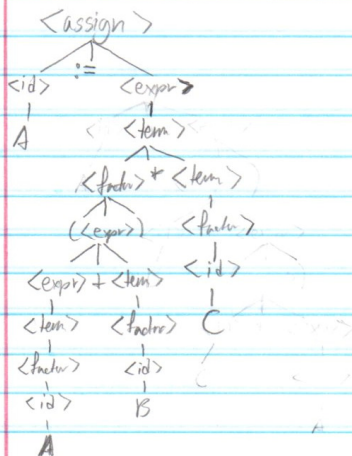 <assign>
<id> := <expr>
A <term>
<factor> * <term>
(<expr>) <factor>
<id>
<expr> + <term>
<term> <factor> C
<factor> <id>
<id> B
A